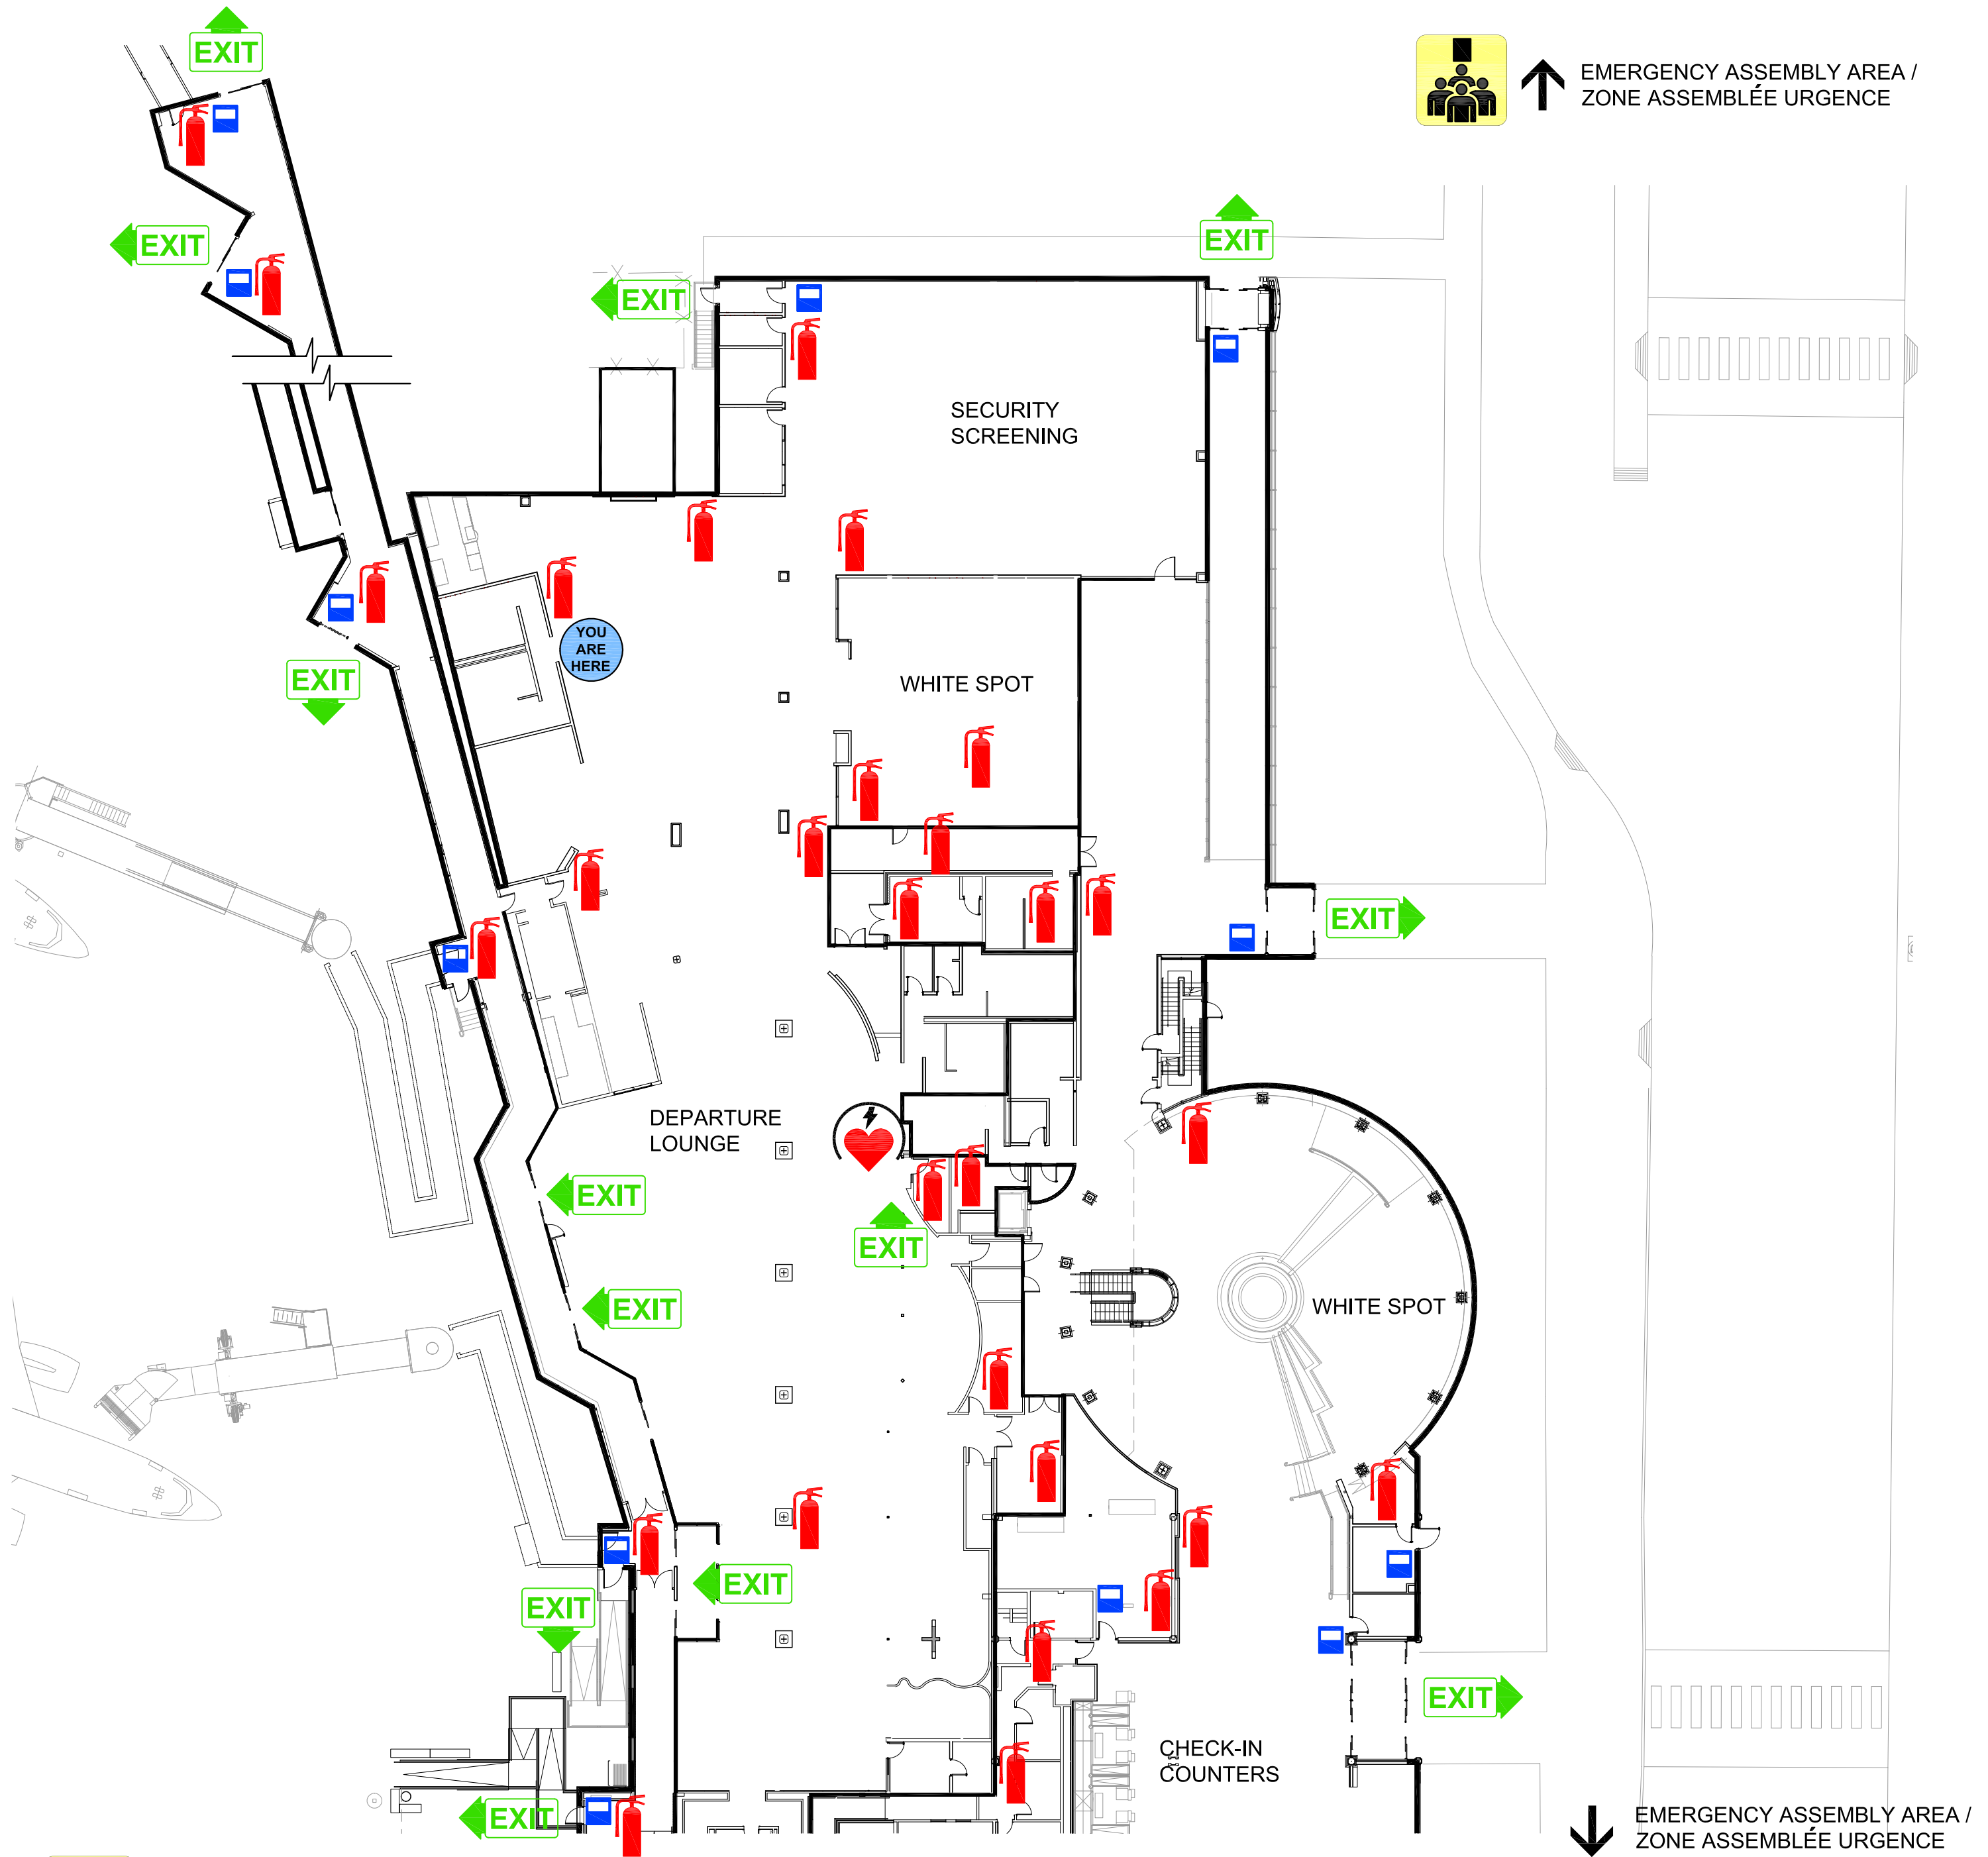 EXIT
EMERGENCY ASSEMBLY AREA /
ZONE ASSEMBLÉE URGENCE
EXIT
EXIT
EXIT
SECURITY
SCREENING
YOU
ARE
HERE
EXIT
WHITE SPOT
EXIT
DEPARTURE
LOUNGE
EXIT
EXIT
EXIT
WHITE SPOT
EXIT
EXIT
EXIT
CHECK-IN
COUNTERS
EXIT
EMERGENCY ASSEMBLY AREA /
ZONE ASSEMBLÉE URGENCE